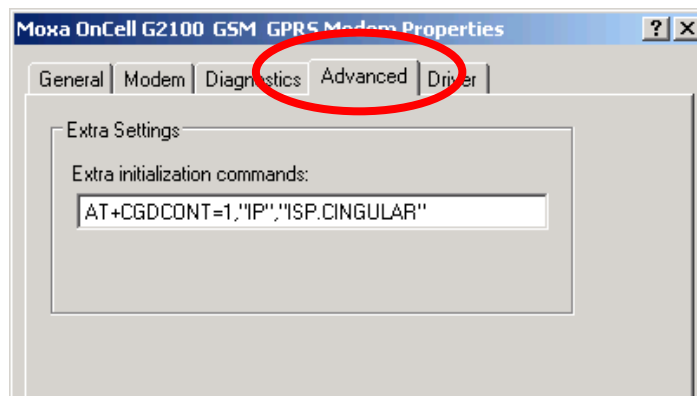 Moxa OnCell G2100 GSM GPRS Modem Properties
General Modem Diagnostics Advanced Driver
Extra Settings
Extra initialization commands:
AT+CGDCONT=1,"IP","ISP.CINGULAR"